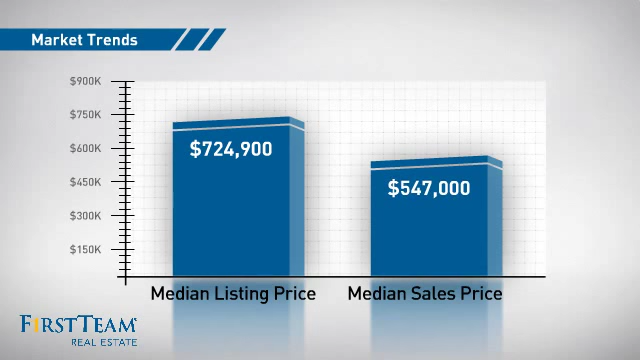 Market Trends
$900K
$750K
$600K
$450K
$300K
$150K
$724,900
$547,000
Median Listing Price
Median Sales Price
FIRSTTEAM®
REAL ESTATE